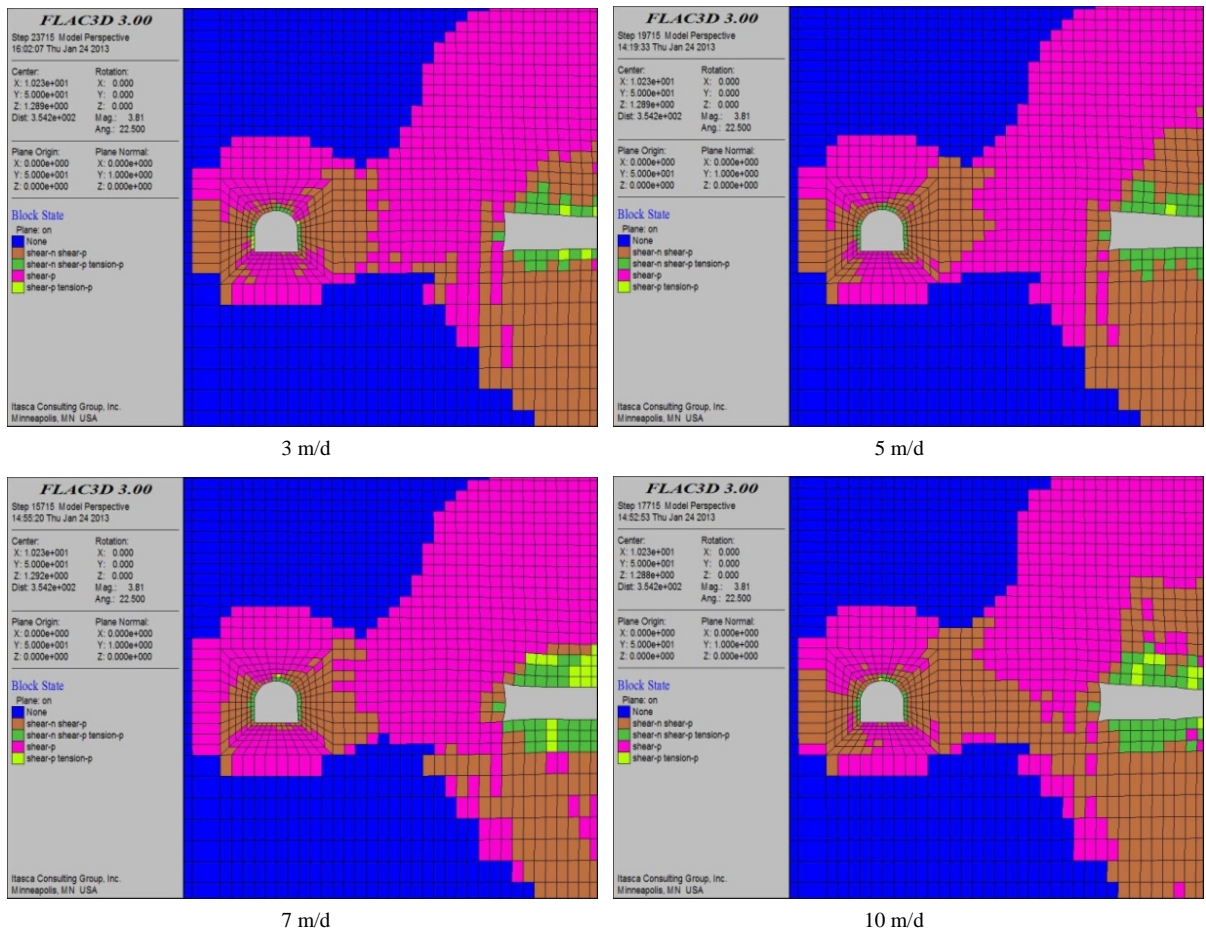 FLAC3D 3.00
Step 23715 Model Perspective
16:02:07 Thu Jan 24 2013
Center: Rotation:
X: 1.023e+001 X: 0.000
Y: 5.000e+001 Y: 0.000
Z: 1.289e+000 Z: 0.000
Dist: 3.542e+002 Mag.: 3.81
Ang.: 22.500
Plane Origin: Plane Normal:
X: 0.000e+000 X: 0.000e+000
Y: 5.000e+001 Y: 1.000e+000
Z: 0.000e+000 Z: 0.000e+000
Block State
Plane: on
None
shear-n shear-p
shear-n shear-p tension-p
shear-p
shear-p tension-p
Itasca Consulting Group, Inc.
Minneapolis, MN USA
3 m/d
FLAC3D 3.00
Step 19715 Model Perspective
14:19:33 Thu Jan 24 2013
Center: Rotation:
X: 1.023e+001 X: 0.000
Y: 5.000e+001 Y: 0.000
Z: 1.289e+000 Z: 0.000
Dist: 3.542e+002 Mag.: 3.81
Ang.: 22.500
Plane Origin: Plane Normal:
X: 0.000e+000 X: 0.000e+000
Y: 5.000e+001 Y: 1.000e+000
Z: 0.000e+000 Z: 0.000e+000
Block State
Plane: on
None
shear-n shear-p
shear-n shear-p tension-p
shear-p
shear-p tension-p
Itasca Consulting Group, Inc.
Minneapolis, MN USA
5 m/d
FLAC3D 3.00
Step 15715 Model Perspective
14:55:20 Thu Jan 24 2013
Center: Rotation:
X: 1.023e+001 X: 0.000
Y: 5.000e+001 Y: 0.000
Z: 1.292e+000 Z: 0.000
Dist: 3.542e+002 Mag.: 3.81
Ang.: 22.500
Plane Origin: Plane Normal:
X: 0.000e+000 X: 0.000e+000
Y: 5.000e+001 Y: 1.000e+000
Z: 0.000e+000 Z: 0.000e+000
Block State
Plane: on
None
shear-n shear-p
shear-n shear-p tension-p
shear-p
shear-p tension-p
Itasca Consulting Group, Inc.
Minneapolis, MN USA
7 m/d
FLAC3D 3.00
Step 17715 Model Perspective
14:52:53 Thu Jan 24 2013
Center: Rotation:
X: 1.023e+001 X: 0.000
Y: 5.000e+001 Y: 0.000
Z: 1.288e+000 Z: 0.000
Dist: 3.542e+002 Mag.: 3.81
Ang.: 22.500
Plane Origin: Plane Normal:
X: 0.000e+000 X: 0.000e+000
Y: 5.000e+001 Y: 1.000e+000
Z: 0.000e+000 Z: 0.000e+000
Block State
Plane: on
None
shear-n shear-p
shear-n shear-p tension-p
shear-p
shear-p tension-p
Itasca Consulting Group, Inc.
Minneapolis, MN USA
10 m/d